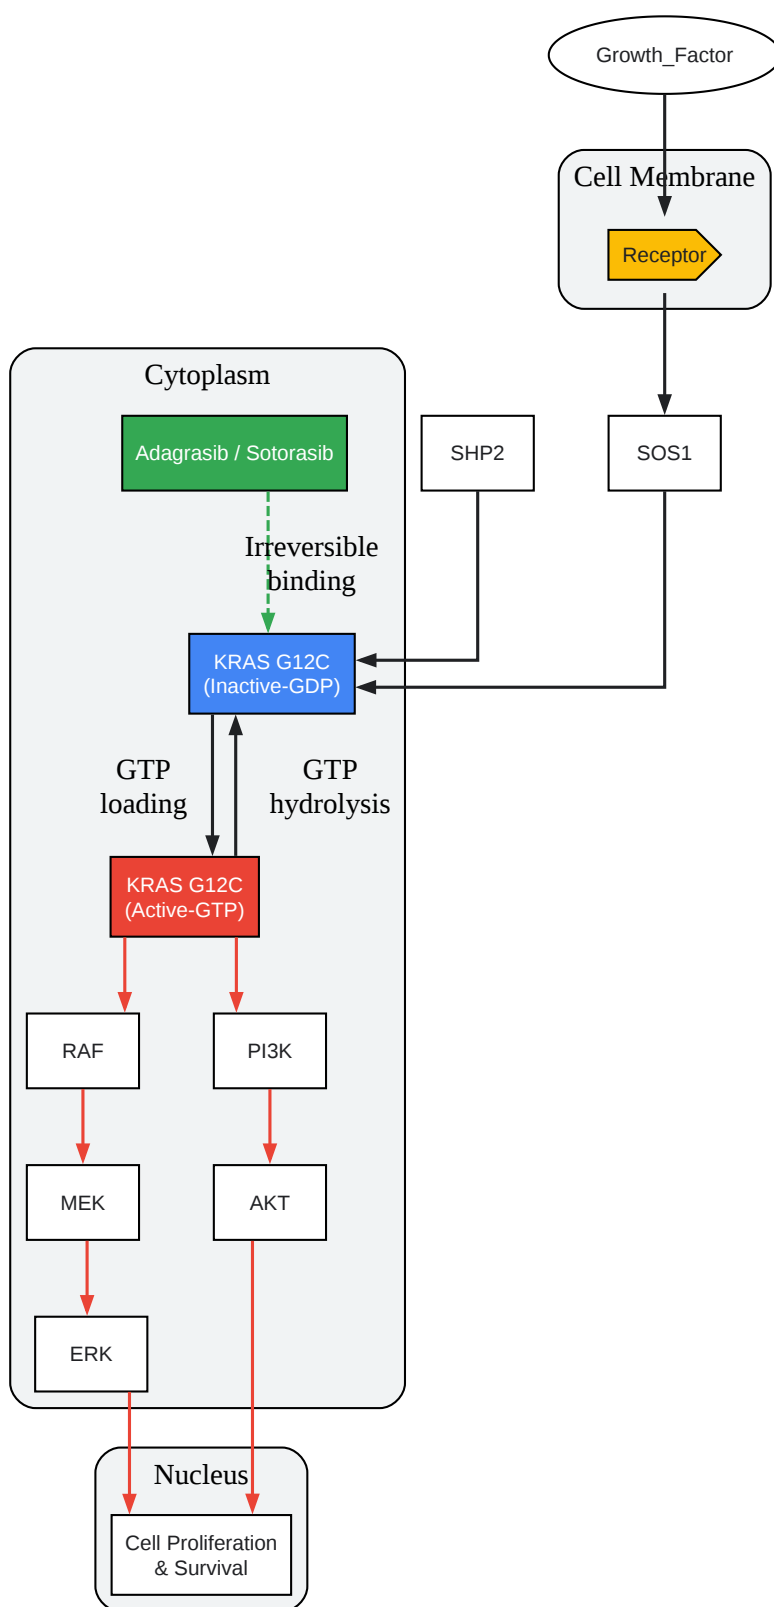 Growth_Factor
Cell Membrane
Receptor
Cytoplasm
Adagrasib / Sotorasib
SHP2
SOS1
Irreversible
binding
KRAS G12C
(Inactive-GDP)
GTP
loading
GTP
hydrolysis
KRAS G12C
(Active-GTP)
RAF
PI3K
MEK
AKT
ERK
Nucleus
Cell Proliferation
& Survival